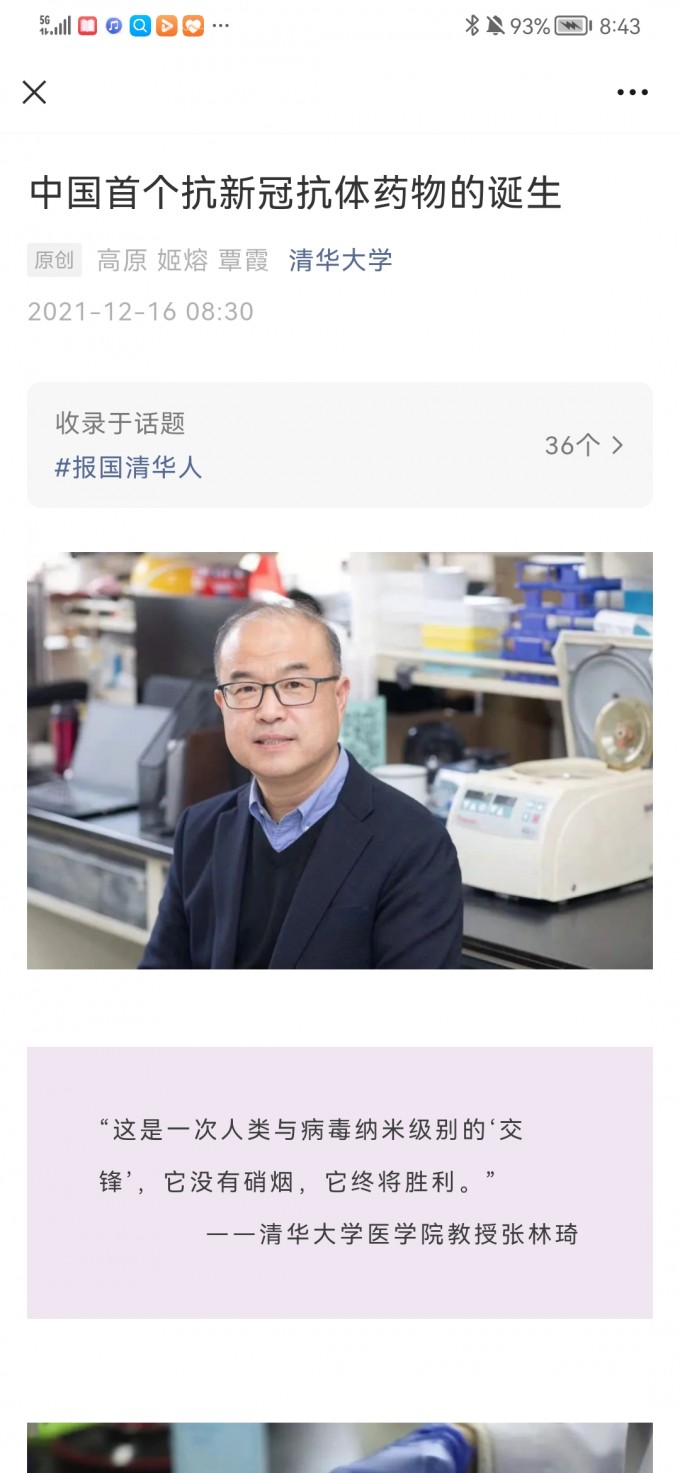 5G 93% 8:43
中国首个抗新冠抗体药物的诞生
原创 高原 姬熔 覃霞 清华大学
2021-12-16 08:30
收录于话题
#报国清华人
36个
“这是一次人类与病毒纳米级别的‘交
锋’，它没有硝烟，它终将胜利。”
——清华大学医学院教授张林琦